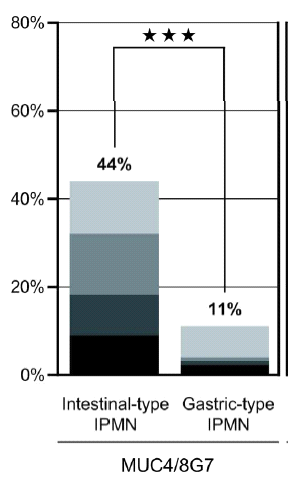 80%
★★★
60%
44%
40%
20%
11%
0%
Intestinal-type Gastric-type
IPMN IPMN
MUC4/8G7